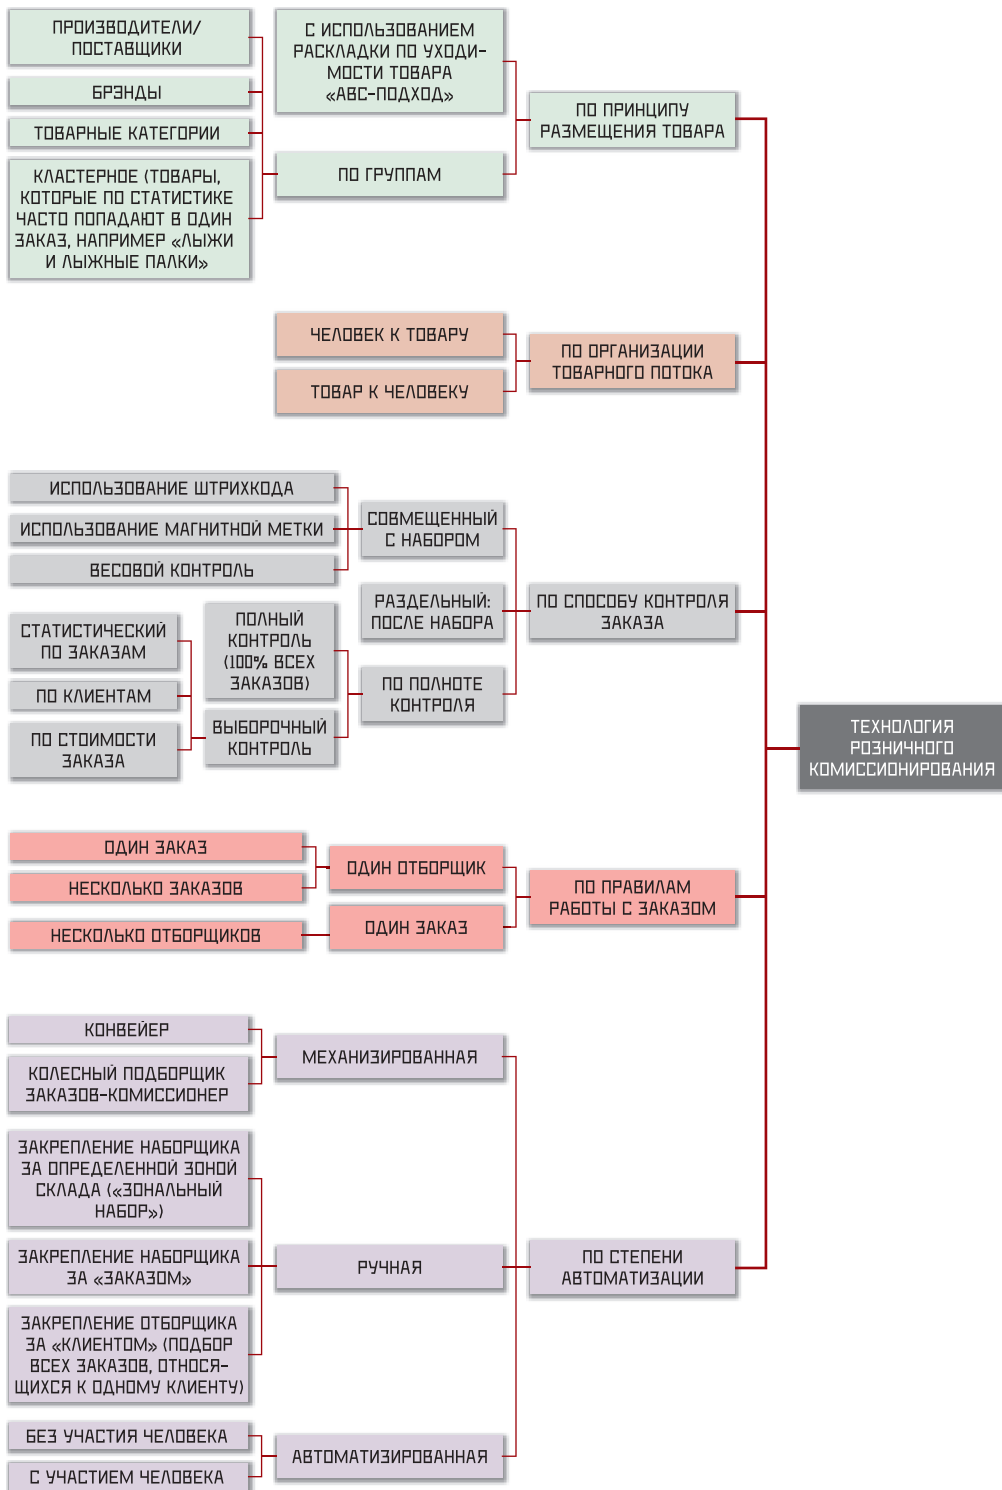 ПРОИЗВОДИТЕЛИ/
ПОСТАВЩИКИ
БРЭНДЫ
ТОВАРНЫЕ КАТЕГОРИИ
КЛАСТЕРНОЕ (ТОВАРЫ,
КОТОРЫЕ ПО СТАТИСТИКЕ
ЧАСТО ПОПАДАЮТ В ОДИН
ЗАКАЗ, НАПРИМЕР «ЛЫЖИ
И ЛЫЖНЫЕ ПАЛКИ»
С ИСПОЛЬЗОВАНИЕМ
РАСКЛАДКИ ПО УХОДИ-
МОСТИ ТОВАРА
«АВС-ПОДХОД»
ПО ГРУППАМ
ПО ПРИНЦИПУ
РАЗМЕЩЕНИЯ ТОВАРА
ЧЕЛОВЕК К ТОВАРУ
ТОВАР К ЧЕЛОВЕКУ
ПО ОРГАНИЗАЦИИ
ТОВАРНОГО ПОТОКА
ИСПОЛЬЗОВАНИЕ ШТРИХКОДА
ИСПОЛЬЗОВАНИЕ МАГНИТНОЙ МЕТКИ
ВЕСОВОЙ КОНТРОЛЬ
СОВМЕЩЕННЫЙ
С НАБОРОМ
РАЗДЕЛЬНЫЙ:
ПОСЛЕ НАБОРА
СТАТИСТИЧЕСКИЙ
ПО ЗАКАЗАМ
ПО КЛИЕНТАМ
ПО СТОИМОСТИ
ЗАКАЗА
ПОЛНЫЙ
КОНТРОЛЬ
(100% ВСЕХ
ЗАКАЗОВ)
ВЫБОРОЧНЫЙ
КОНТРОЛЬ
ПО ПОЛНОТЕ
КОНТРОЛЯ
ПО СПОСОБУ КОНТРОЛЯ
ЗАКАЗА
ТЕХНОЛОГИЯ
РОЗНИЧНОГО
КОМИССИОНИРОВАНИЯ
ОДИН ЗАКАЗ
НЕСКОЛЬКО ЗАКАЗОВ
НЕСКОЛЬКО ОТБОРЩИКОВ
ОДИН ОТБОРЩИК
ОДИН ЗАКАЗ
ПО ПРАВИЛАМ
РАБОТЫ С ЗАКАЗОМ
КОНВЕЙЕР
КОЛЕСНЫЙ ПОДБОРЩИК
ЗАКАЗОВ-КОМИССИОНЕР
МЕХАНИЗИРОВАННАЯ
ЗАКРЕПЛЕНИЕ НАБОРЩИКА
ЗА ОПРЕДЕЛЕННОЙ ЗОНОЙ
СКЛАДА («ЗОНАЛЬНЫЙ
НАБОР»)
ЗАКРЕПЛЕНИЕ НАБОРЩИКА
ЗА «ЗАКАЗОМ»
ЗАКРЕПЛЕНИЕ ОТБОРЩИКА
ЗА «КЛИЕНТОМ» (ПОДБОР
ВСЕХ ЗАКАЗОВ, ОТНОСЯ-
ЩИХСЯ К ОДНОМУ КЛИЕНТУ)
РУЧНАЯ
ПО СТЕПЕНИ
АВТОМАТИЗАЦИИ
БЕЗ УЧАСТИЯ ЧЕЛОВЕКА
С УЧАСТИЕМ ЧЕЛОВЕКА
АВТОМАТИЗИРОВАННАЯ